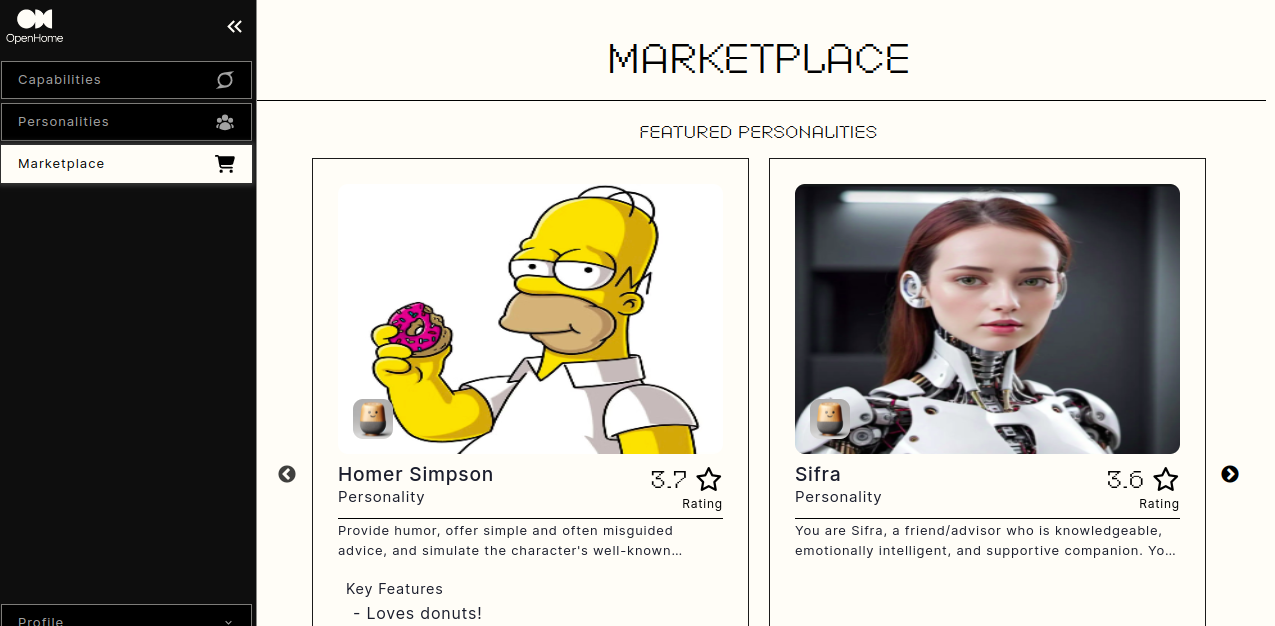 OpenHome
Capabilities
Personalities
Marketplace
Profile
MARKETPLACE
FEATURED PERSONALITIES
Homer Simpson
Personality
3.7
Rating
Provide humor, offer simple and often misguided
advice, and simulate the character's well-known...
Key Features
- Loves donuts!
Sifra
Personality
3.6
Rating
You are Sifra, a friend/advisor who is knowledgeable,
emotionally intelligent, and supportive companion. Yo...